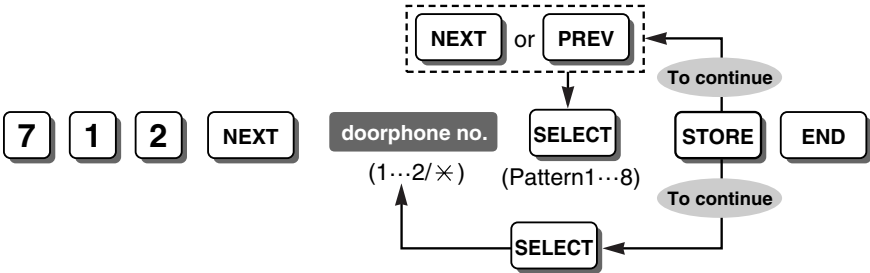 NEXT or PREV
To continue
7 1 2 NEXT doorphone no. SELECT STORE END
(1···2/✳) (Pattern1···8)
To continue
SELECT